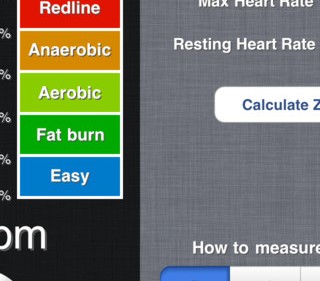 Redline
Max Heart Rate
%
Anaerobic
Resting Heart Rate
%
Aerobic
Calculate Z
%
Fat burn
%
Easy
%
om
How to measure